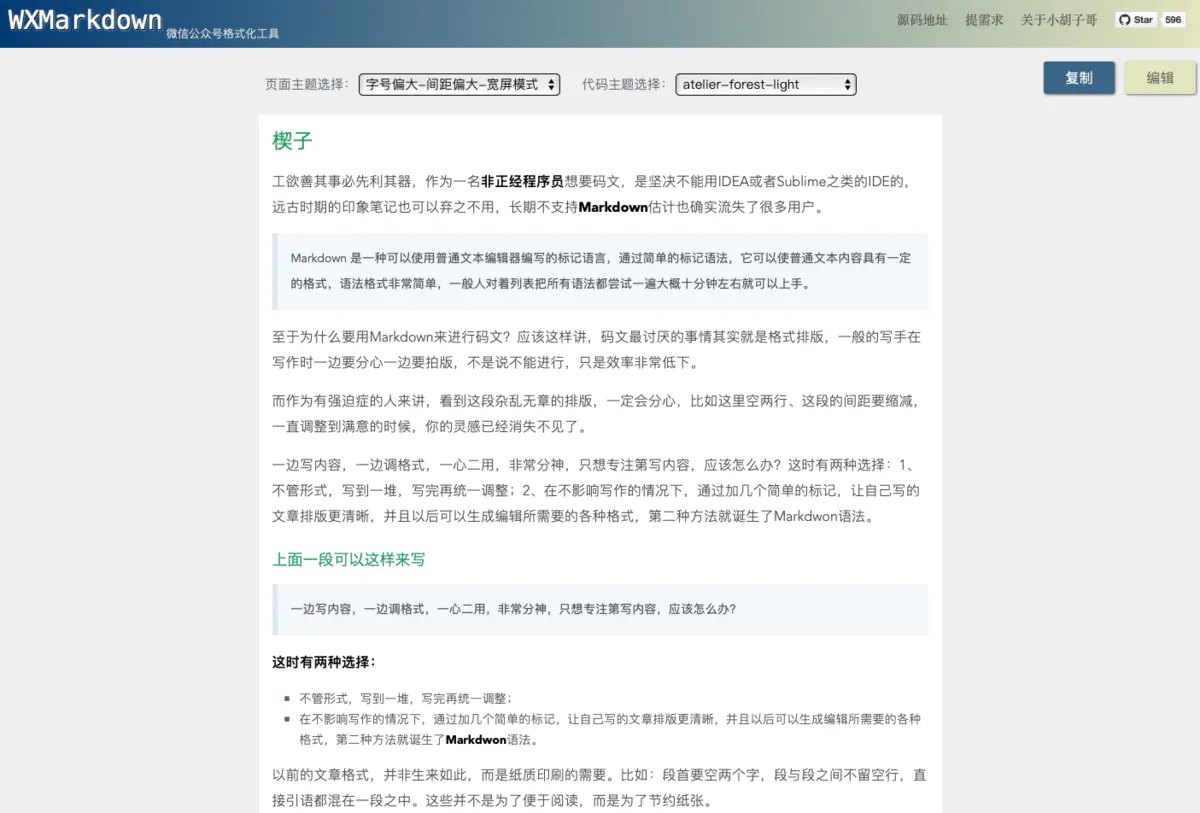 WXMarkdown 微信公众号格式化工具 源码地址 提需求 关于小胡子哥 Star 596
页面主题选择： 字号偏大-间距偏大-宽屏模式 代码主题选择： atelier-forest-light 复制 编辑
楔子
工欲善其事必先利其器，作为一名非正经程序员想要码文，是坚决不能用IDEA或者Sublime之类的IDE的，
远古时期的印象笔记也可以弃之不用，长期不支持Markdown估计也确实流失了很多用户。
Markdown 是一种可以使用普通文本编辑器编写的标记语言，通过简单的标记语法，它可以使普通文本内容具有一定
的格式，语法格式非常简单，一般人对着列表把所有语法都尝试一遍大概十分钟左右就可以上手。
至于为什么要用Markdown来进行码文？应该这样讲，码文最讨厌的事情其实就是格式排版，一般的写手在
写作时一边要分心一边要拍版，不是说不能进行，只是效率非常低下。
而作为有强迫症的人来讲，看到这段杂乱无章的排版，一定会分心，比如这里空两行、这段的间距要缩减，
一直调整到满意的时候，你的灵感已经消失不见了。
一边写内容，一边调格式，一心二用，非常分神，只想专注第写内容，应该怎么办？这时有两种选择：1、
不管形式，写到一堆，写完再统一调整；2、在不影响写作的情况下，通过加几个简单的标记，让自己写的
文章排版更清晰，并且以后可以生成编辑所需要的各种格式，第二种方法就诞生了Markdwon语法。
上面一段可以这样来写
一边写内容，一边调格式，一心二用，非常分神，只想专注第写内容，应该怎么办？
这时有两种选择：
不管形式，写到一堆，写完再统一调整；
在不影响写作的情况下，通过加几个简单的标记，让自己写的文章排版更清晰，并且以后可以生成编辑所需要的各种
格式，第二种方法就诞生了Markdwon语法。
以前的文章格式，并非生来如此，而是纸质印刷的需要。比如：段首要空两个字，段与段之间不留空行，直
接引语都混在一段之中。这些并不是为了便于阅读，而是为了节约纸张。